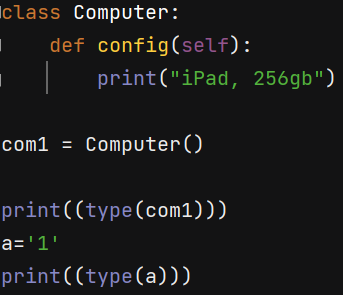 class Computer:
    def config(self):
        print("iPad, 256gb")
com1 = Computer()
print((type(com1)))
a='1'
print((type(a)))